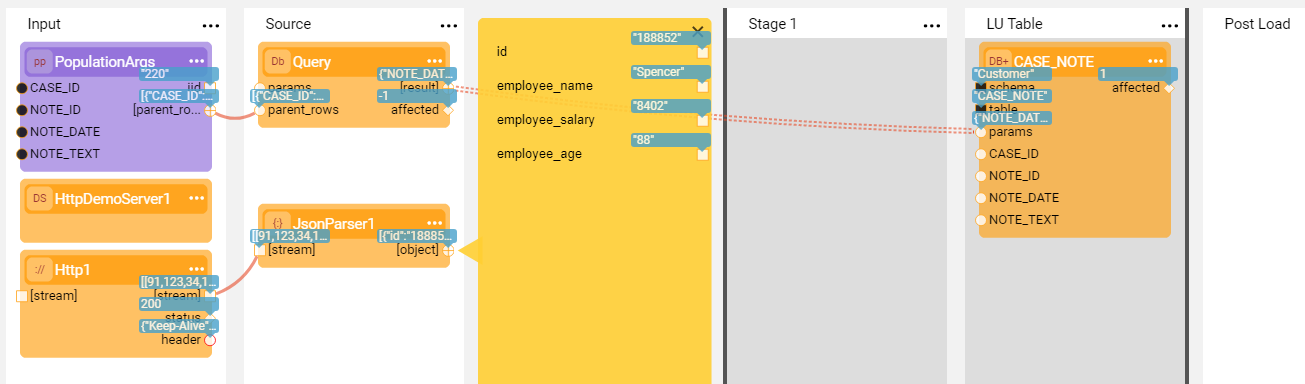 Input
pp PopulationArgs
"220"
CASE_ID iid
[{"CASE_ID":...
NOTE_ID [parent_ro...
NOTE_DATE
NOTE_TEXT
DS HttpDemoServer1
:// Http1
[[91,123,34,1...
[stream] [stream]
200
status
{"Keep-Alive"...
header
Source
Db Query
{"NOTE_DAT...
params [result]
[{"CASE_ID":... -1
parent_rows affected
{:} JsonParser1
[[91,123,34,1... [{"id":"18885...
[stream] [object]
"188852"
id
"Spencer"
employee_name
"8402"
employee_salary
"88"
employee_age
Stage 1
LU Table
DB+ CASE_NOTE
"Customer" 1
schema affected
"CASE_NOTE"
table
{"NOTE_DAT...
params
CASE_ID
NOTE_ID
NOTE_DATE
NOTE_TEXT
Post Load